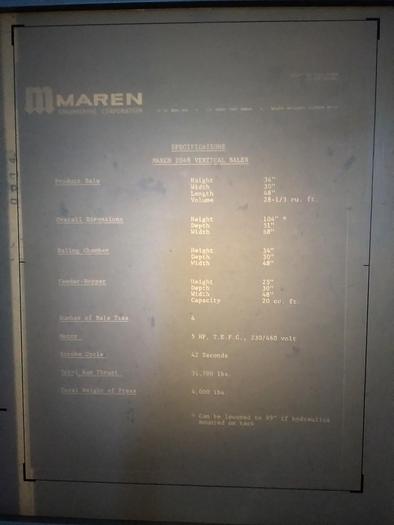 MAREN
ENGINEERING CORPORATION
SPECIFICATIONS
VERTICAL BALER
Product Bale Height 34"
Width 30"
Length 48"
Volume 28-1/3 cu. ft.
Overall Dimensions Height 104" *
Depth 51"
Width 68"
Baling Chamber Height 34"
Depth 30"
Width 48"
Feeder-Hopper Height 25"
Depth 30"
Width 48"
Capacity 20 cu. ft.
Number of Bale Ties 4
Motor 5 HP, T.E.F.C., 230/460 volt
Stroke Cycle 42 Seconds
Total Ram Thrust lbs.
Total Weight of Press 4,000 lbs
* Can be lowered to 89" if hydraulics
mounted on back